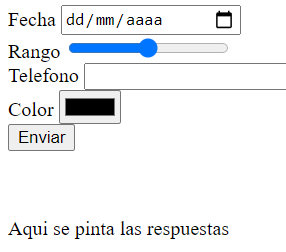 Fecha dd/mm/aaaa
Rango
Telefono
Color
Enviar
Aqui se pinta las respuestas